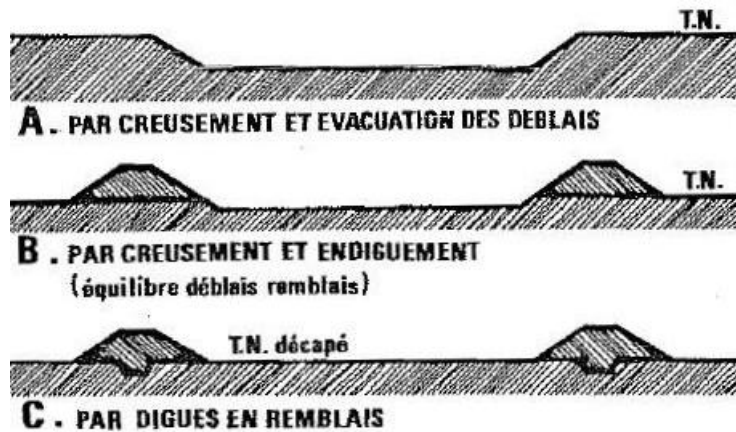 T.N.
A. PAR CREUSEMENT ET EVACUATION DES DEBLAIS
T.N.
B. PAR CREUSEMENT ET ENDIGUEMENT
(équilibre déblais remblais)
T.N. décapé
C. PAR DIGUES EN REMBLAIS